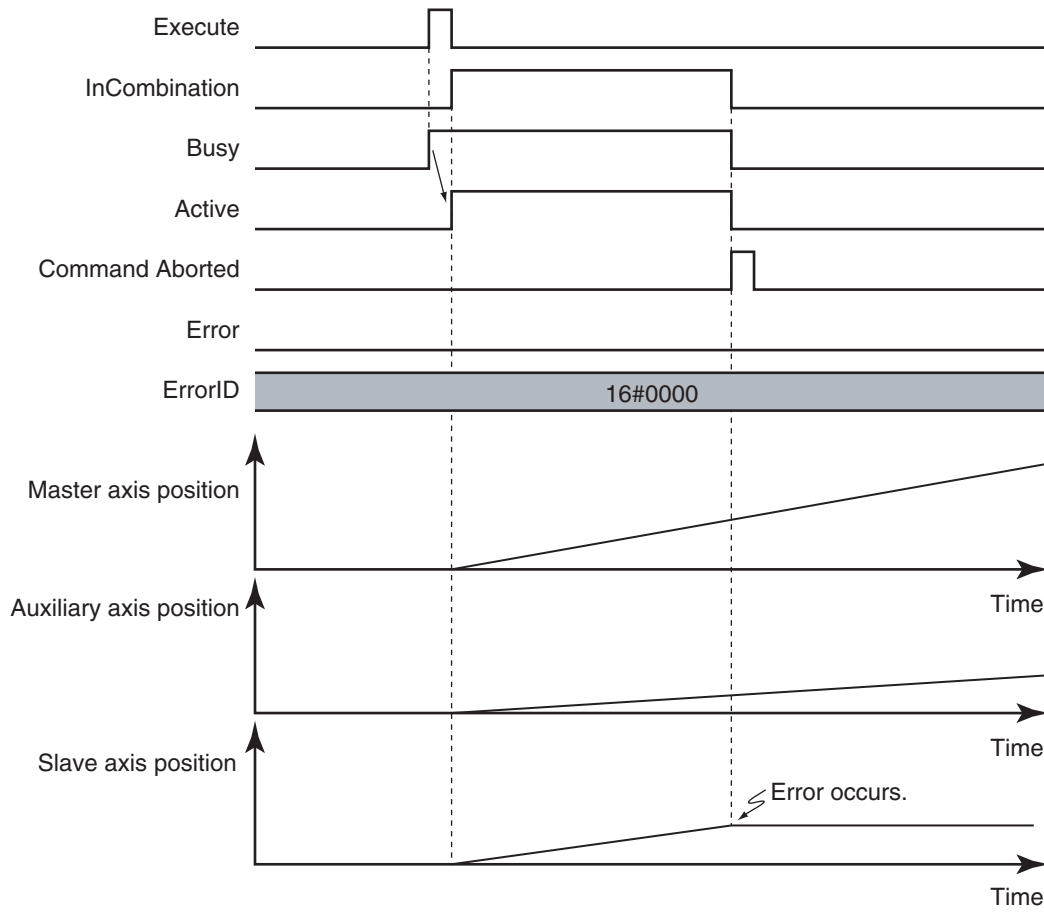 Execute
InCombination
Busy
Active
Command Aborted
Error
ErrorID
16#0000
Master axis position
Time
Auxiliary axis position
Time
Slave axis position
Error occurs.
Time